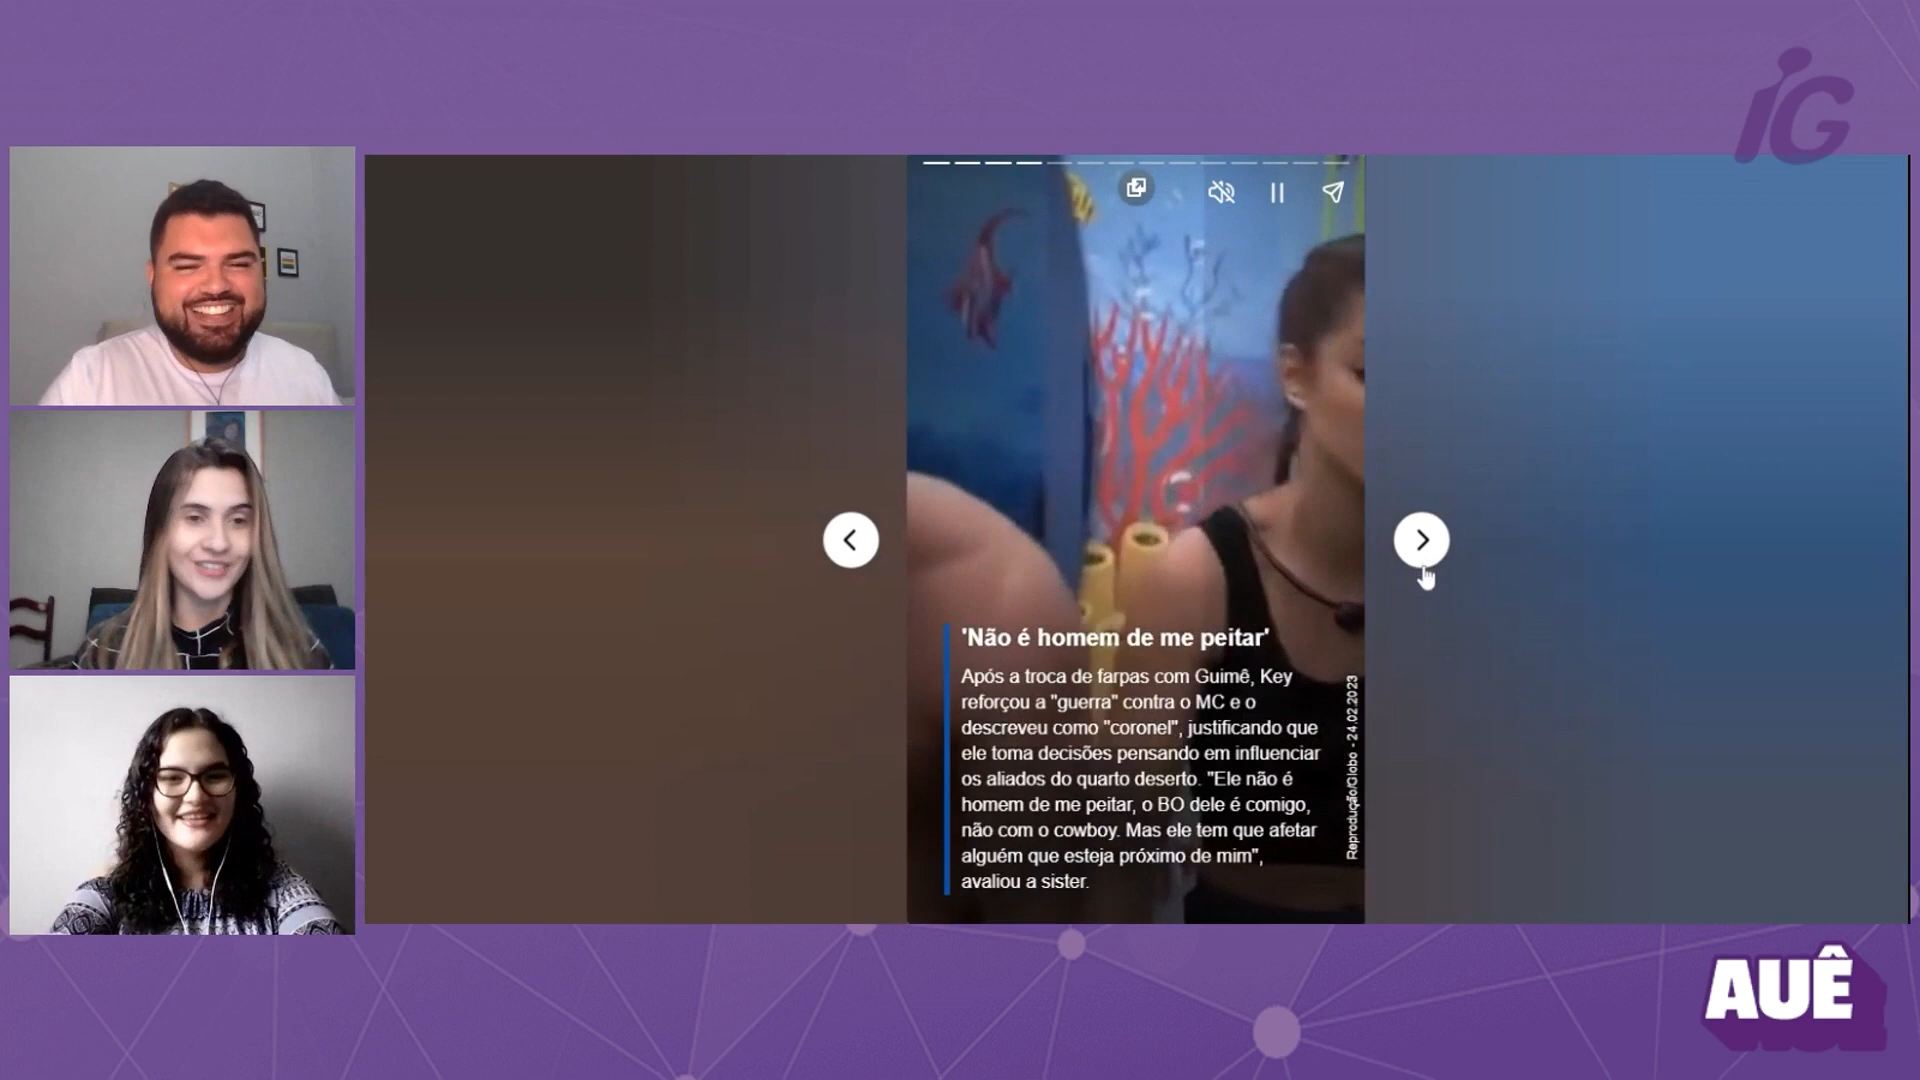 iG
'Não é homem de me peitar'
Após a troca de farpas com Guimê, Key
reforçou a "guerra" contra o MC e o
descreveu como "coronel", justificando que
ele toma decisões pensando em influenciar
os aliados do quarto deserto. "Ele não é
homem de me peitar, o BO dele é comigo,
não com o cowboy. Mas ele tem que afetar
alguém que esteja próximo de mim",
avaliou a sister.
Reprodução/Globo - 24.02.2023
AUÊ